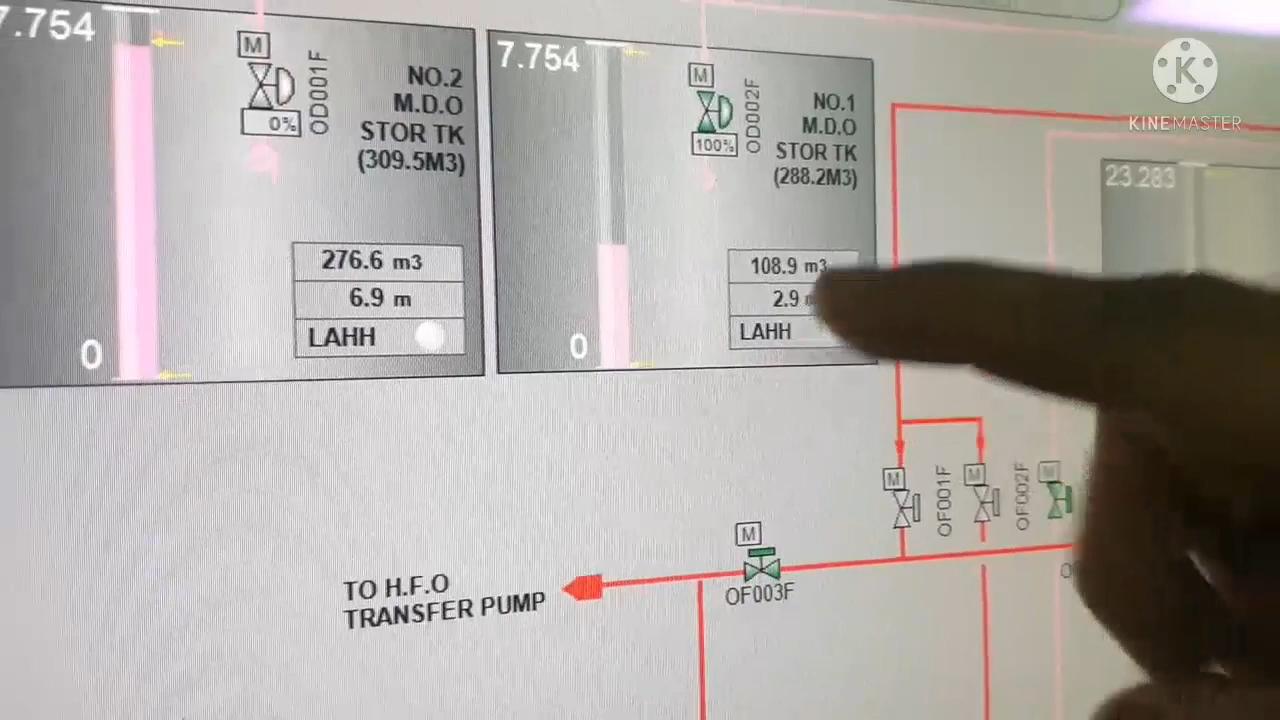 7.754
M
0%
OD001F
NO.2
M.D.O
STOR TK
(309.5M3)
276.6 m3
6.9 m
LAHH
0
7.754
M
100%
OD002F
NO.1
M.D.O
STOR TK
(288.2M3)
108.9 m3
2.9
LAHH
0
K
KINEMASTER
23.283
M
OF001F
M
OF002F
M
M
OF003F
TO H.F.O
TRANSFER PUMP